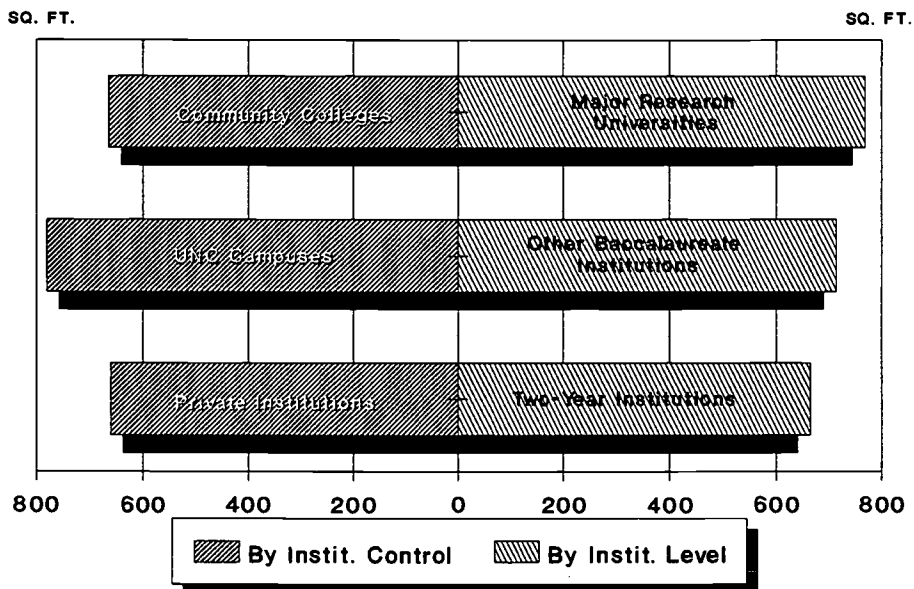 SQ. FT. SQ. FT.
Community Colleges
Major Research
Universities
UNC Campuses
Other Baccalaureate
Institutions
Private Institutions
Two-Year Institutions
800 600 400 200 0 200 400 600 800
By Instit. Control By Instit. Level